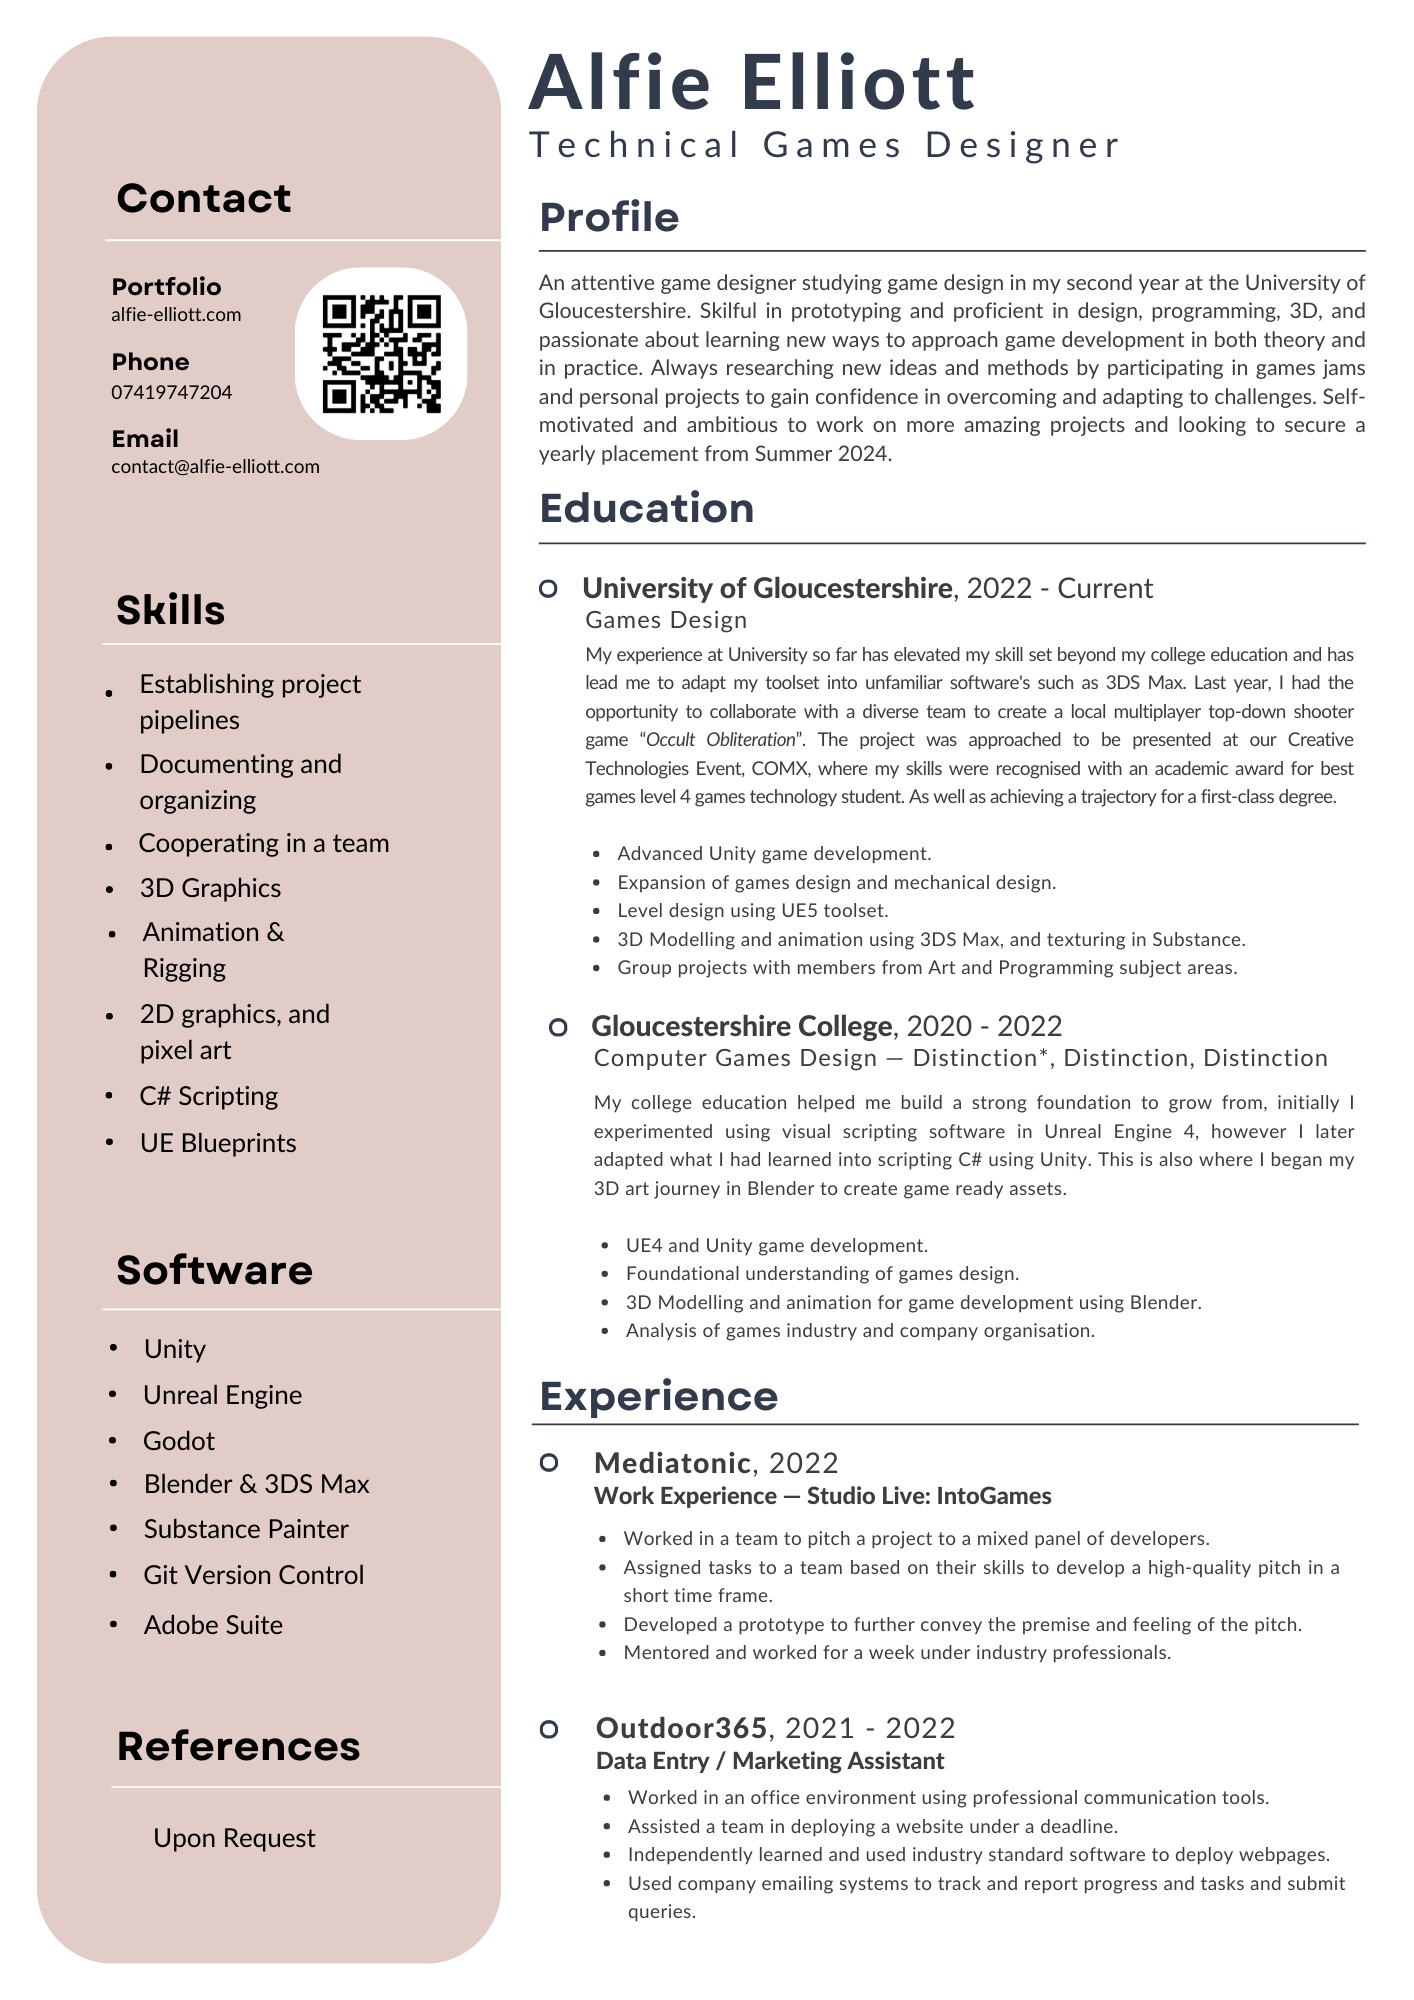 Alfie Elliott
Technical Games Designer
Contact
Portfolio
alfie-elliott.com
Phone
07419747204
Email
contact@alfie-elliott.com
Skills
• Establishing project
pipelines
• Documenting and
organizing
• Cooperating in a team
• 3D Graphics
• Animation &
Rigging
• 2D graphics, and
pixel art
• C# Scripting
• UE Blueprints
Software
• Unity
• Unreal Engine
• Godot
• Blender & 3DS Max
• Substance Painter
• Git Version Control
• Adobe Suite
References
Upon Request
Profile
An attentive game designer studying game design in my second year at the University of
Gloucestershire. Skilful in prototyping and proficient in design, programming, 3D, and
passionate about learning new ways to approach game development in both theory and
in practice. Always researching new ideas and methods by participating in games jams
and personal projects to gain confidence in overcoming and adapting to challenges. Self-
motivated and ambitious to work on more amazing projects and looking to secure a
yearly placement from Summer 2024.
Education
University of Gloucestershire, 2022 - Current
Games Design
My experience at University so far has elevated my skill set beyond my college education and has
lead me to adapt my toolset into unfamiliar software's such as 3DS Max. Last year, I had the
opportunity to collaborate with a diverse team to create a local multiplayer top-down shooter
game “Occult Obliteration”. The project was approached to be presented at our Creative
Technologies Event, COMX, where my skills were recognised with an academic award for best
games level 4 games technology student. As well as achieving a trajectory for a first-class degree.
• Advanced Unity game development.
• Expansion of games design and mechanical design.
• Level design using UE5 toolset.
• 3D Modelling and animation using 3DS Max, and texturing in Substance.
• Group projects with members from Art and Programming subject areas.
Gloucestershire College, 2020 - 2022
Computer Games Design — Distinction*, Distinction, Distinction
My college education helped me build a strong foundation to grow from, initially I
experimented using visual scripting software in Unreal Engine 4, however I later
adapted what I had learned into scripting C# using Unity. This is also where I began my
3D art journey in Blender to create game ready assets.
• UE4 and Unity game development.
• Foundational understanding of games design.
• 3D Modelling and animation for game development using Blender.
• Analysis of games industry and company organisation.
Experience
Mediatonic, 2022
Work Experience — Studio Live: IntoGames
• Worked in a team to pitch a project to a mixed panel of developers.
• Assigned tasks to a team based on their skills to develop a high-quality pitch in a
short time frame.
• Developed a prototype to further convey the premise and feeling of the pitch.
• Mentored and worked for a week under industry professionals.
Outdoor365, 2021 - 2022
Data Entry / Marketing Assistant
• Worked in an office environment using professional communication tools.
• Assisted a team in deploying a website under a deadline.
• Independently learned and used industry standard software to deploy webpages.
• Used company emailing systems to track and report progress and tasks and submit
queries.